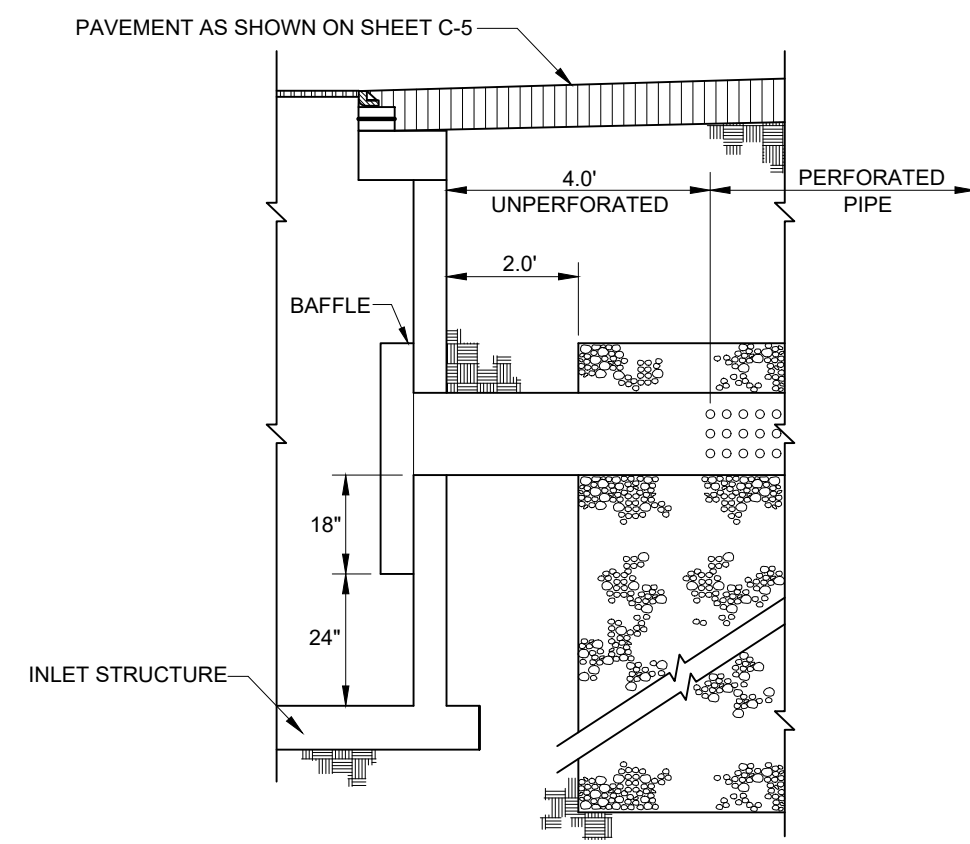 PAVEMENT AS SHOWN ON SHEET C-5
4.0'
UNPERFORATED
PERFORATED
PIPE
2.0'
BAFFLE
18"
24"
INLET STRUCTURE